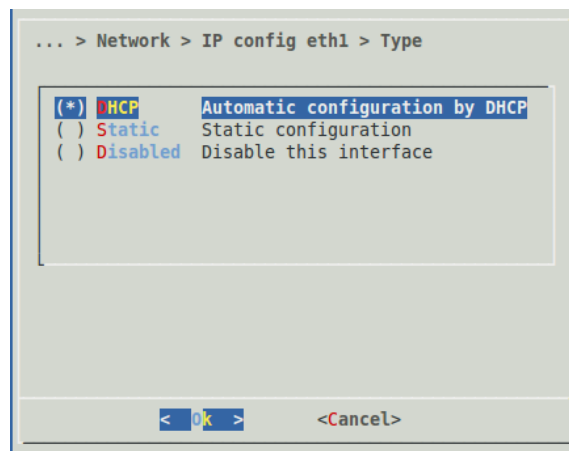 ... > Network > IP config eth1 > Type
(*) DHCP Automatic configuration by DHCP
( ) Static Static configuration
( ) Disabled Disable this interface
< Ok > <Cancel>